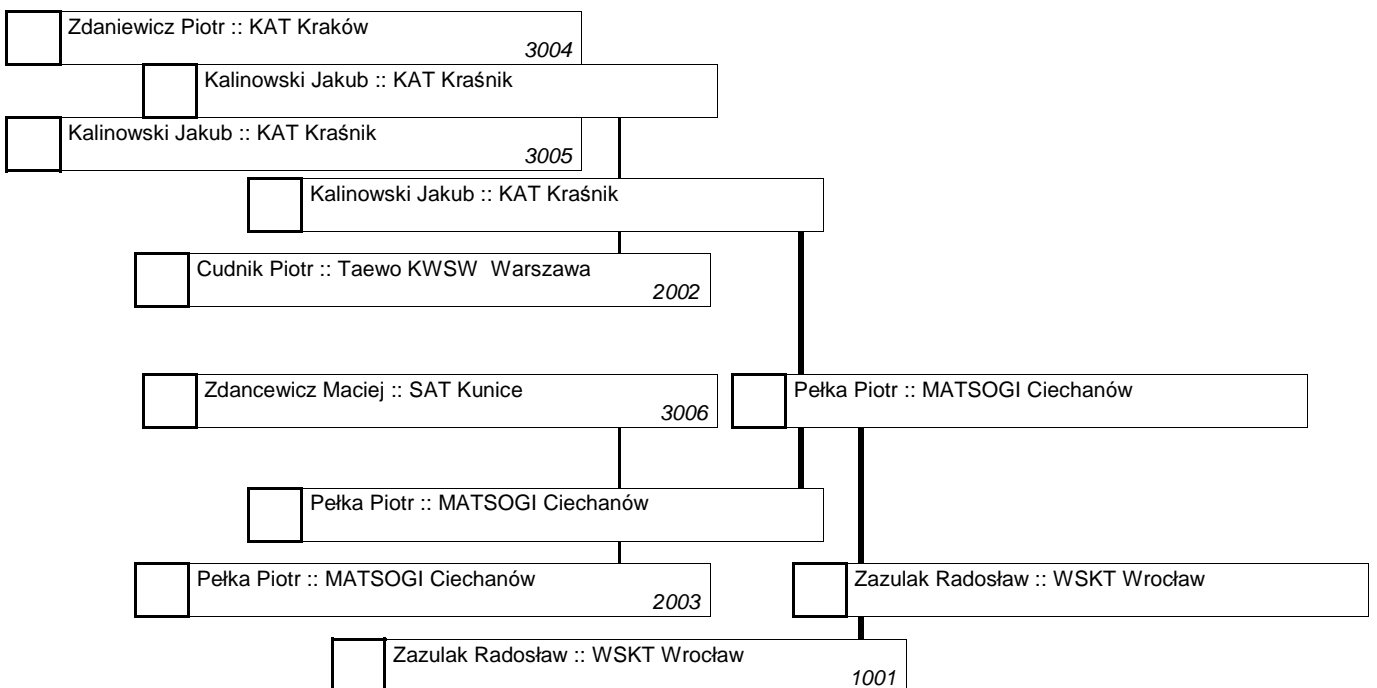 Zdaniewicz Piotr :: KAT Kraków
3004
Kalinowski Jakub :: KAT Kraśnik
Kalinowski Jakub :: KAT Kraśnik
3005
Kalinowski Jakub :: KAT Kraśnik
Cudnik Piotr :: Taewo KWSW  Warszawa
2002
Zdancewicz Maciej :: SAT Kunice
3006
Pełka Piotr :: MATSOGI Ciechanów
Pełka Piotr :: MATSOGI Ciechanów
Pełka Piotr :: MATSOGI Ciechanów
2003
Zazulak Radosław :: WSKT Wrocław
Zazulak Radosław :: WSKT Wrocław
1001